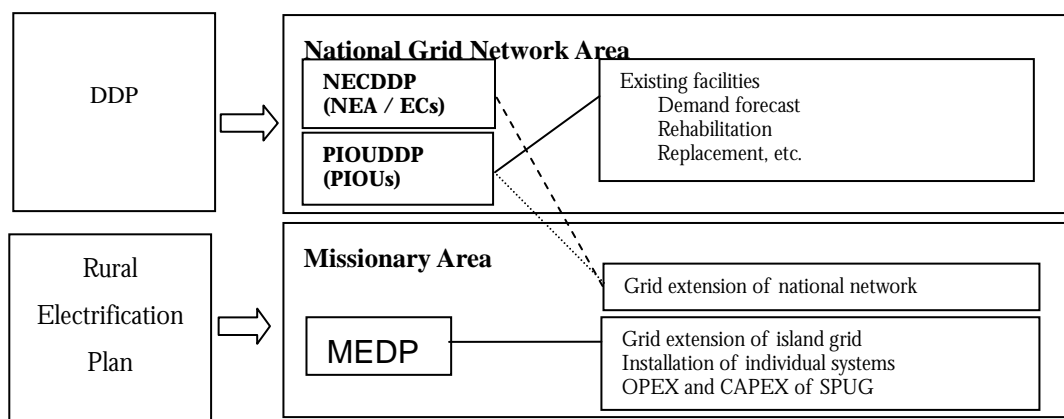 DDP
National Grid Network Area
NECDDP
(NEA / ECs)
PIOUDDP
(PIOUs)
Existing facilities
Demand forecast
Rehabilitation
Replacement, etc.
Rural
Electrification
Plan
Missionary Area
MEDP
Grid extension of national network
Grid extension of island grid
Installation of individual systems
OPEX and CAPEX of SPUG